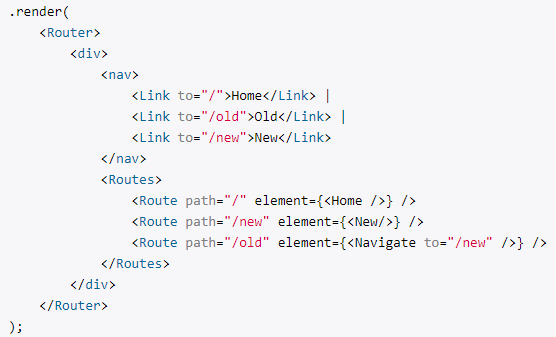 .render(
    <Router>
        <div>
            <nav>
                <Link to="/">Home</Link> |
                <Link to="/old">Old</Link> |
                <Link to="/new">New</Link>
            </nav>
            <Routes>
                <Route path="/" element={<Home />} />
                <Route path="/new" element={<New/>} />
                <Route path="/old" element={<Navigate to="/new" />} />
            </Routes>
        </div>
    </Router>
);